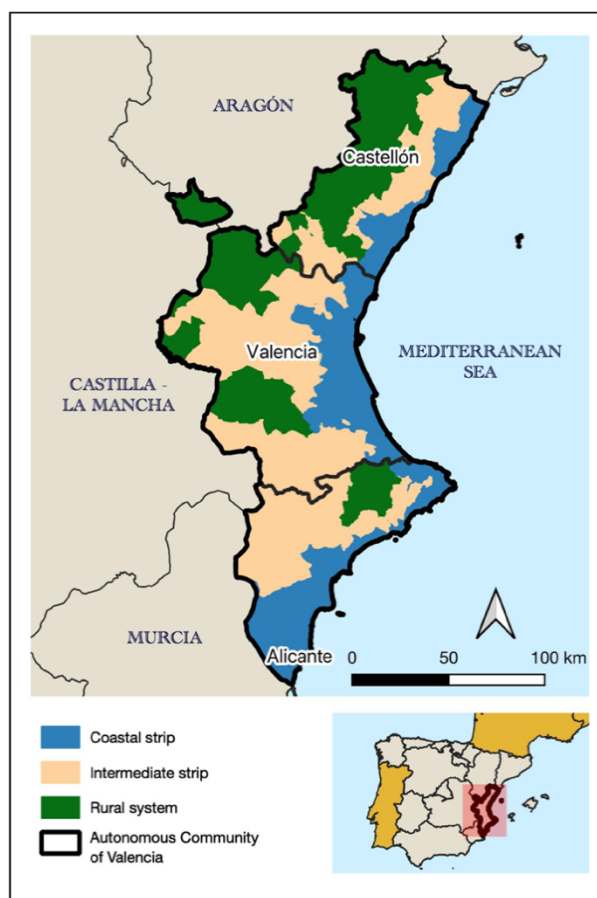 ARAGÓN
Castellón
Valencia
MEDITERRANEAN
SEA
CASTILLA -
LA MANCHA
MURCIA
Alicante
0 50 100 km
Coastal strip
Intermediate strip
Rural system
Autonomous Community
of Valencia